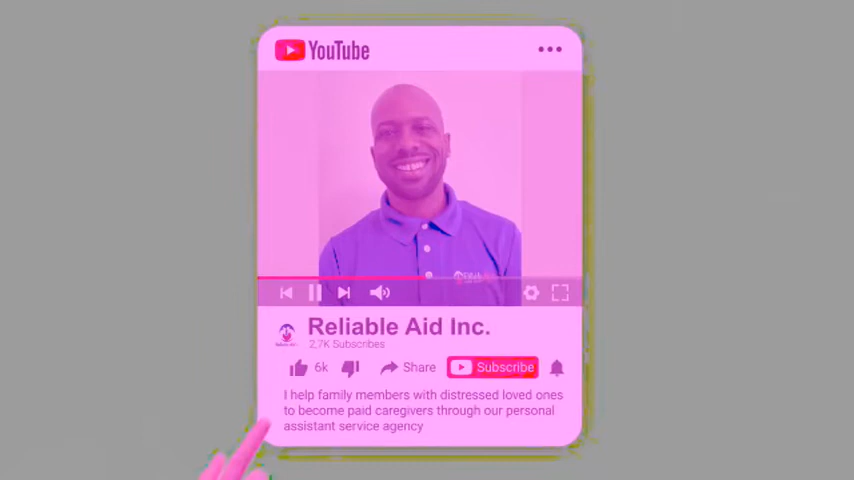 YouTube
Reliable Aid Inc.
2,7K Subscribes
6k
Share
Subscribe
I help family members with distressed loved ones
to become paid caregivers through our personal
assistant service agency